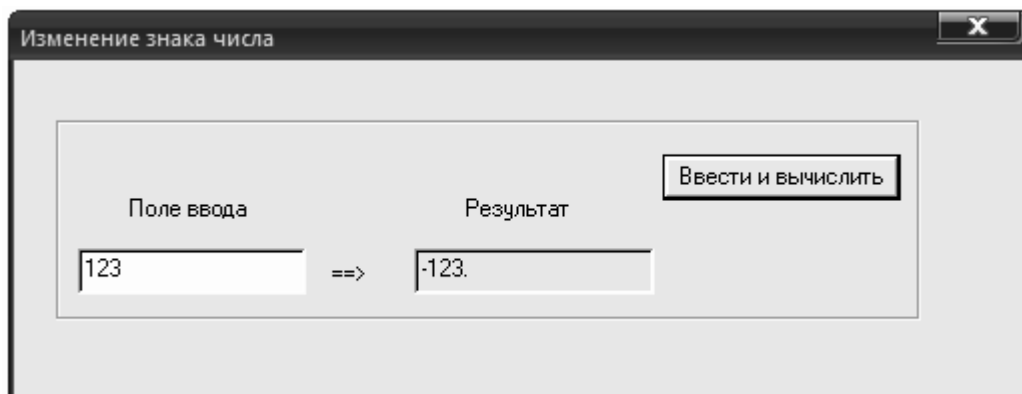 Изменение знака числа
Ввести и вычислить
Поле ввода Результат
123 ==> -123.